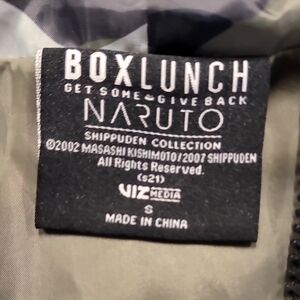 BOXLUNCH
GET SOME GIVE BACK
NARUTO
SHIPPUDEN COLLECTION
©2002 MASASHI KISHIMOTO/2007 SHIPPUDEN
All Rights Reserved.
(s21)
VIZ MEDIA
S
MADE IN CHINA